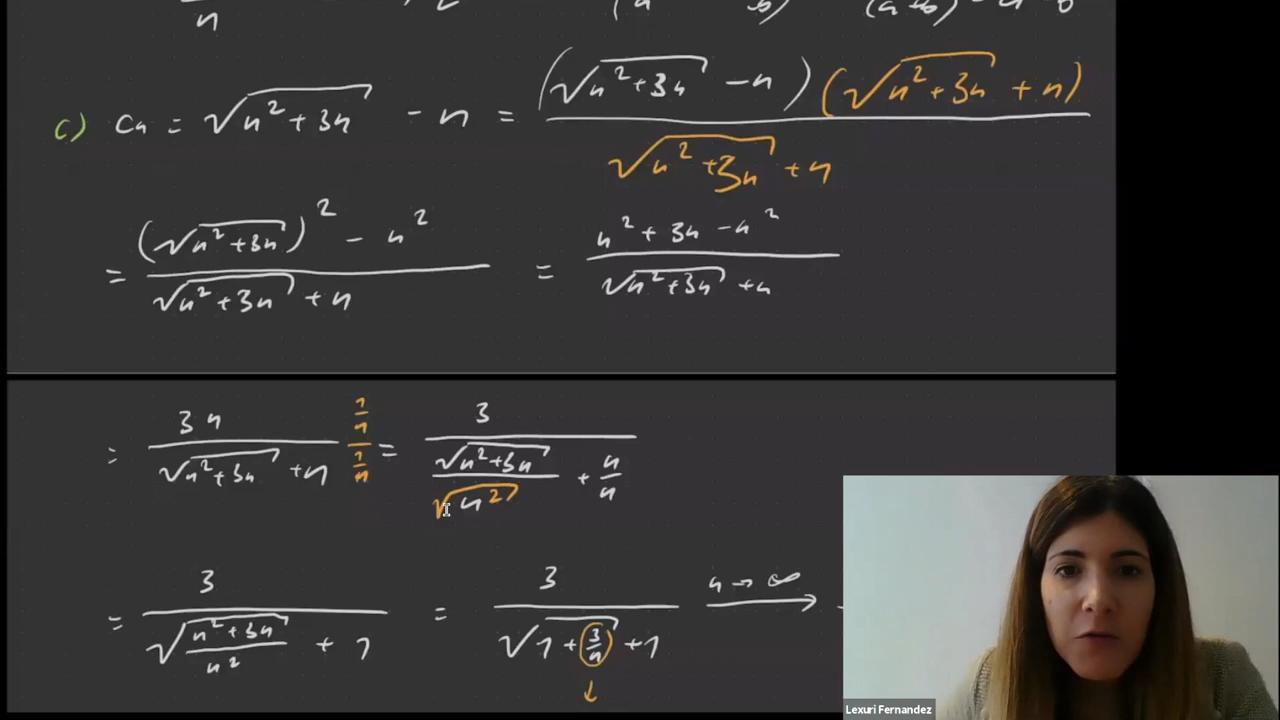 c) Cn = √(n²+3n) - n = (√(n²+3n) - n)(√(n²+3n) + n) / (√(n²+3n) + n)
= ((√(n²+3n))² - n²) / (√(n²+3n) + n) = (n² + 3n - n²) / (√(n²+3n) + n)
= 3n / (√(n²+3n) + n) (1/n)/(1/n) = 3 / (√(n²+3n)/√(n²) + n/n)
= 3 / (√((n²+3n)/n²) + 1) = 3 / (√(1 + 3/n) + 1) n → ∞ →
↓
Lexuri Fernandez